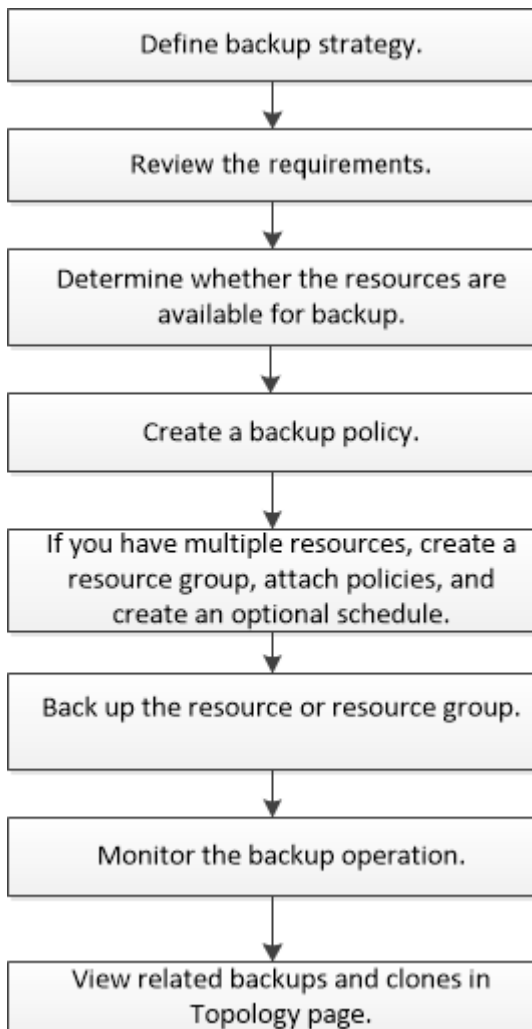 Define backup strategy.
Review the requirements.
Determine whether the resources are
available for backup.
Create a backup policy.
If you have multiple resources, create a
resource group, attach policies, and
create an optional schedule.
Back up the resource or resource group.
Monitor the backup operation.
View related backups and clones in
Topology page.